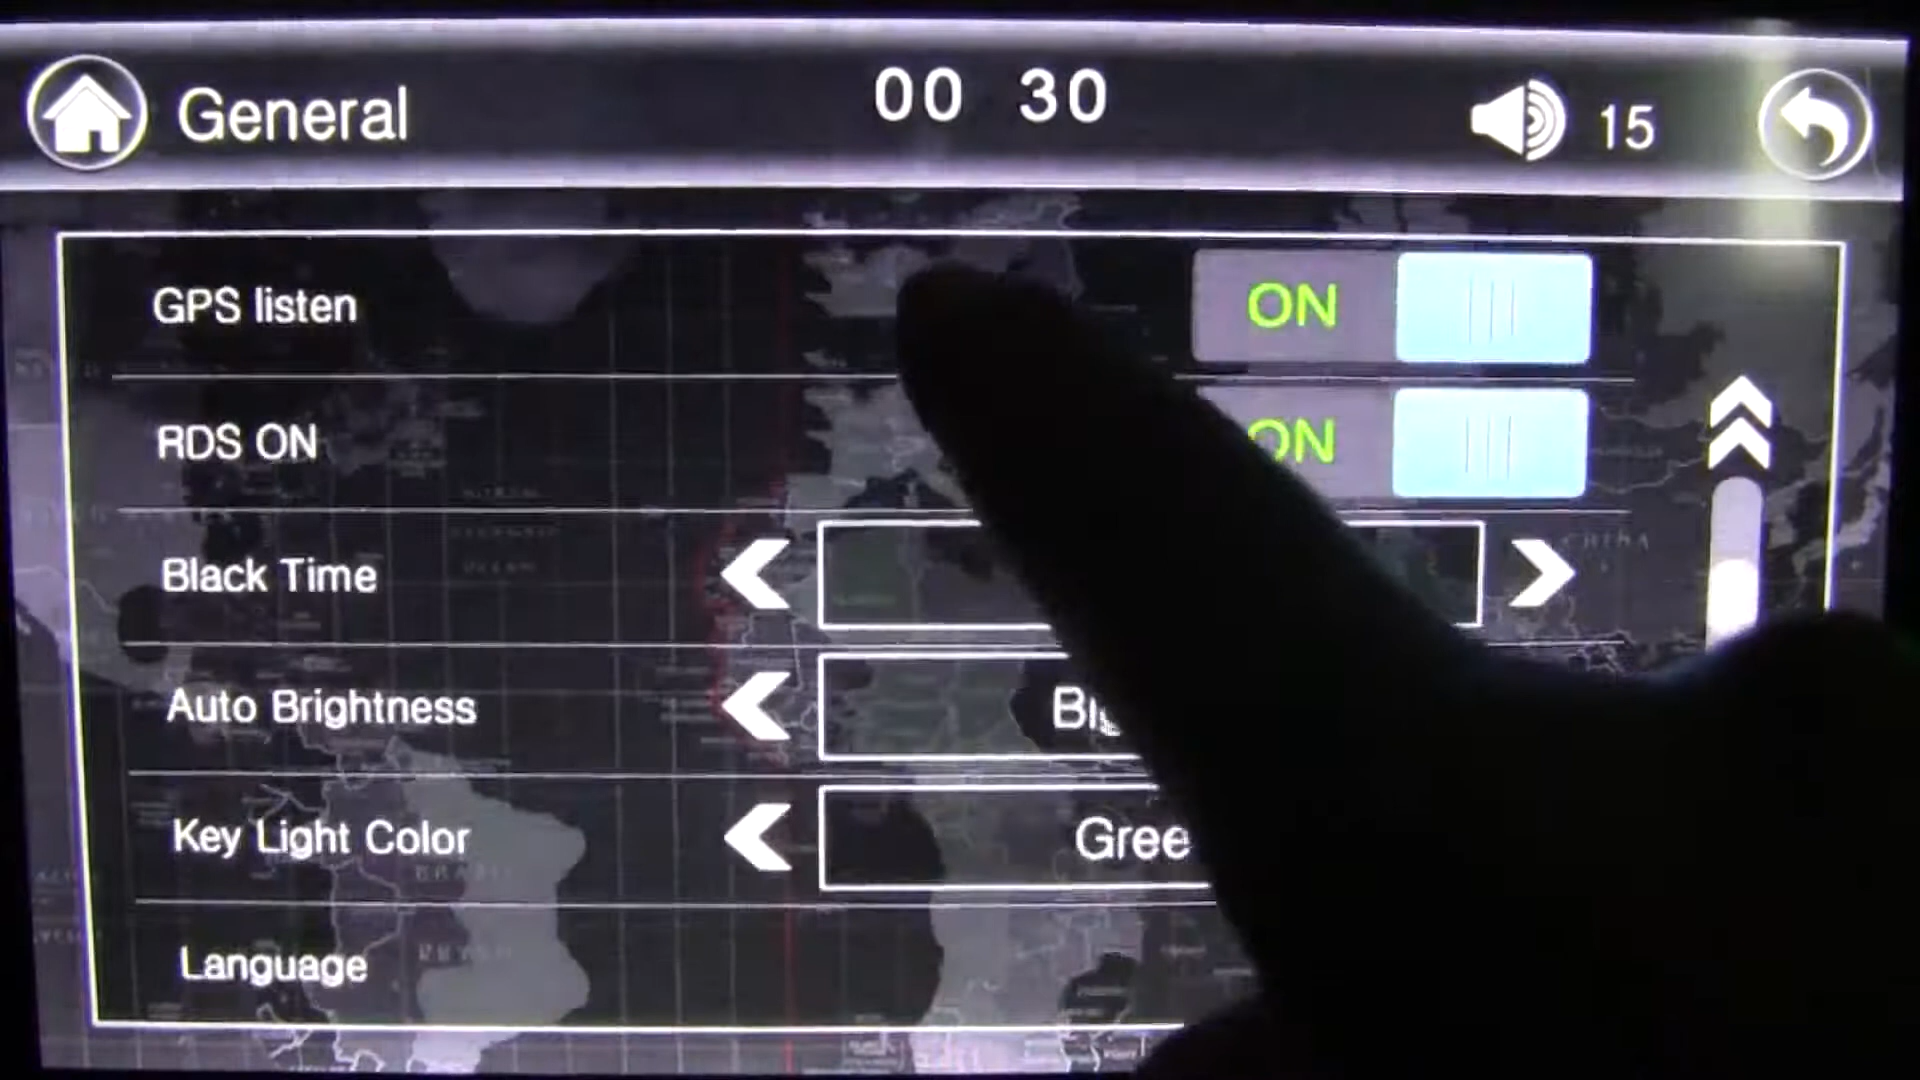 General 00 30 15
GPS listen ON
RDS ON ON
Black Time
Auto Brightness
Key Light Color
Language